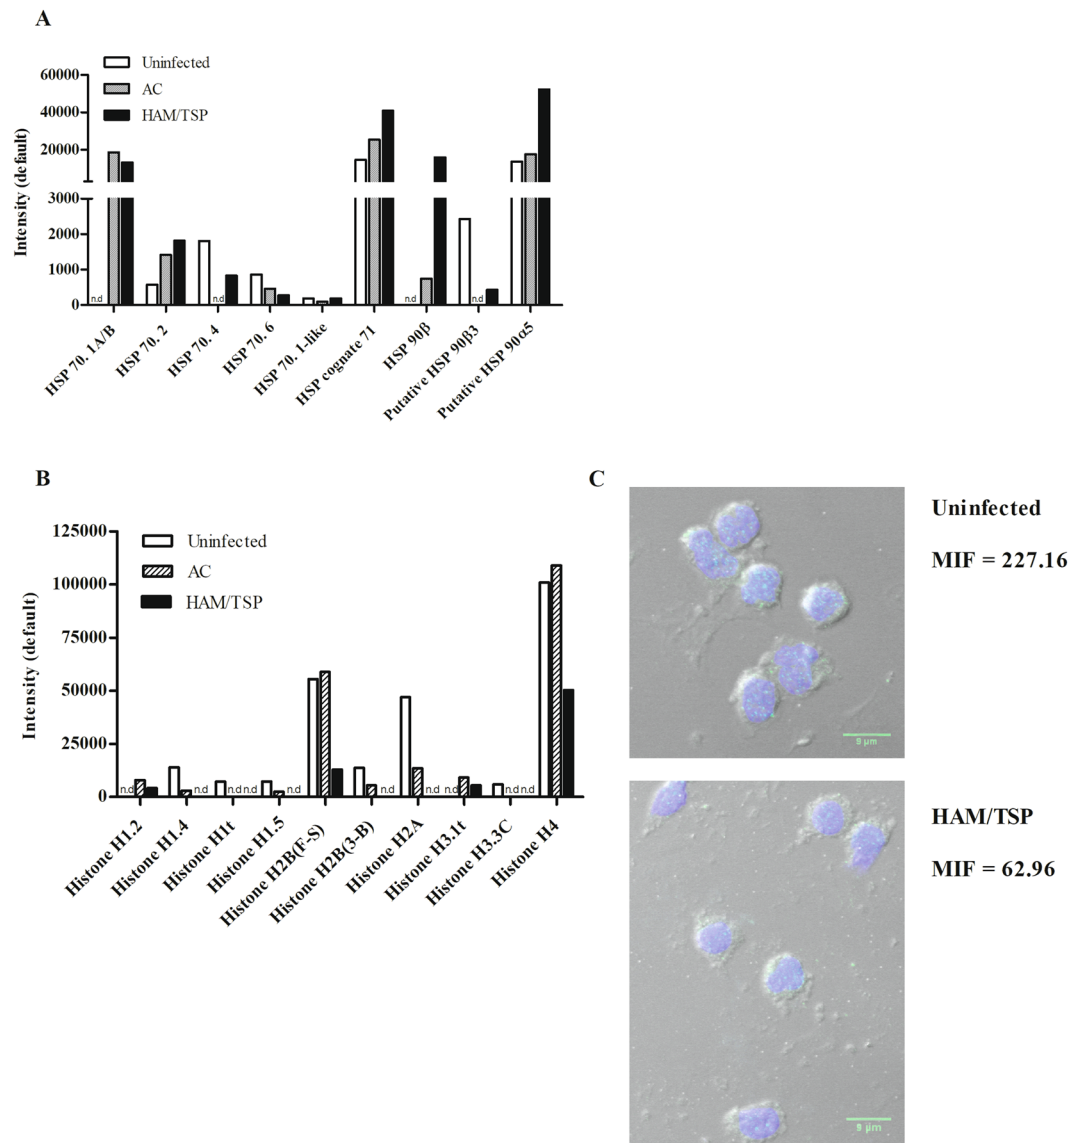 A
Uninfected
AC
HAM/TSP
Intensity (default)
60000
40000
20000
3000
2000
1000
0
n.d
n.d
n.d
n.d
HSP 70. 1A/B
HSP 70. 2
HSP 70. 4
HSP 70. 6
HSP 70. 1-like
HSP cognate 71
HSP 90β
Putative HSP 90β3
Putative HSP 90α5
B
Uninfected
AC
HAM/TSP
Intensity (default)
125000
100000
75000
50000
25000
0
n.d
n.d
n.d
n.d
n.d
n.d
n.d
n.d
n.d
n.d
Histone H1.2
Histone H1.4
Histone H1t
Histone H1.5
Histone H2B(F-S)
Histone H2B(3-B)
Histone H2A
Histone H3.1t
Histone H3.3C
Histone H4
C
Uninfected
MIF = 227.16
9 µm
HAM/TSP
MIF = 62.96
9 µm